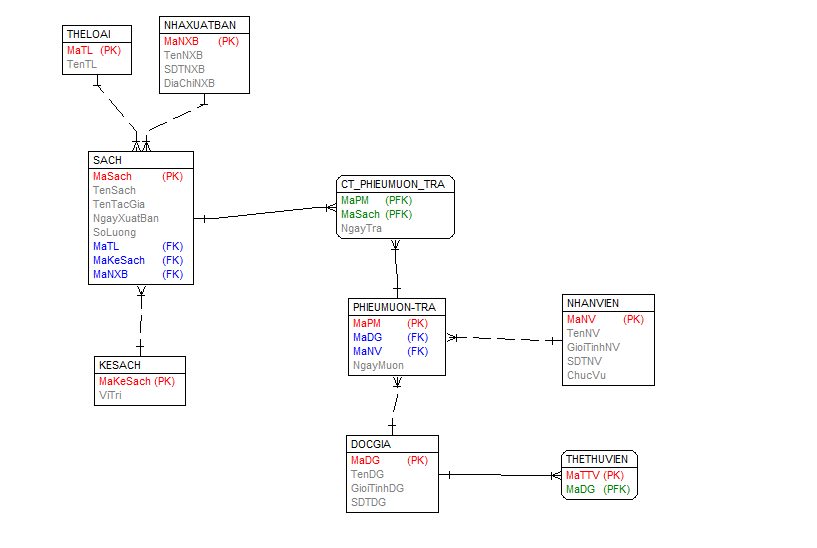 THELOAI
MaTL (PK)
TenTL
NHAXUATBAN
MaNXB (PK)
TenNXB
SDTNXB
DiaChiNXB
SACH
MaSach (PK)
TenSach
TenTacGia
NgayXuatBan
SoLuong
MaTL (FK)
MaKeSach (FK)
MaNXB (FK)
CT_PHIEUMUON_TRA
MaPM (PFK)
MaSach (PFK)
NgayTra
PHIEUMUON-TRA
MaPM (PK)
MaDG (FK)
MaNV (FK)
NgayMuon
NHANVIEN
MaNV (PK)
TenNV
GioiTinhNV
SDTNV
ChucVu
KESACH
MaKeSach (PK)
ViTri
DOCGIA
MaDG (PK)
TenDG
GioiTinhDG
SDTDG
THETHUVIEN
MaTTV (PK)
MaDG (PFK)